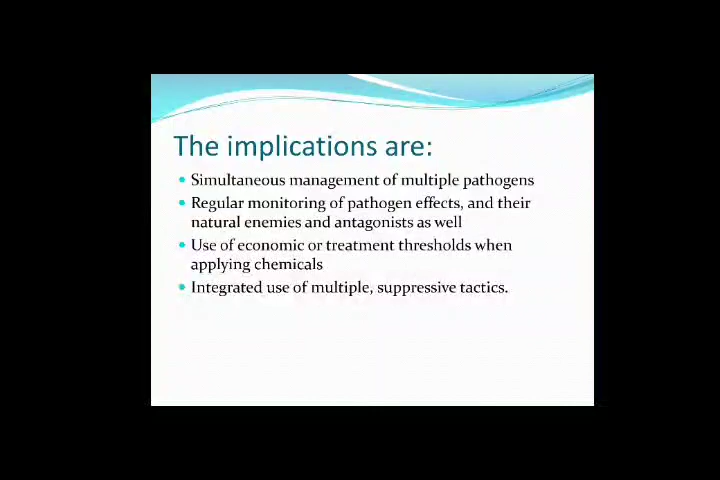 The implications are:
• Simultaneous management of multiple pathogens
• Regular monitoring of pathogen effects, and their
natural enemies and antagonists as well
• Use of economic or treatment thresholds when
applying chemicals
• Integrated use of multiple, suppressive tactics.